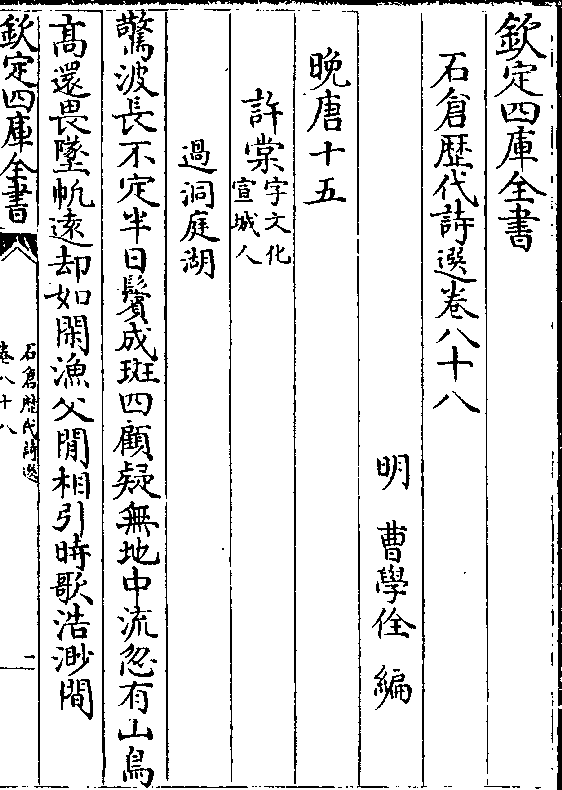 欽定四庫全書
石倉歴代詩選卷八十八
明 曹學佺 編
晚唐十五
許棠字文化
宣城人
過洞庭湖
驚波長不定半日鬢成斑四顧疑無地中流忽有山鳥
髙還畏墜帆遠却如閑漁父閒相引時歌浩渺間
欽定四庫全書
石倉歴代詩選
卷八十八
一